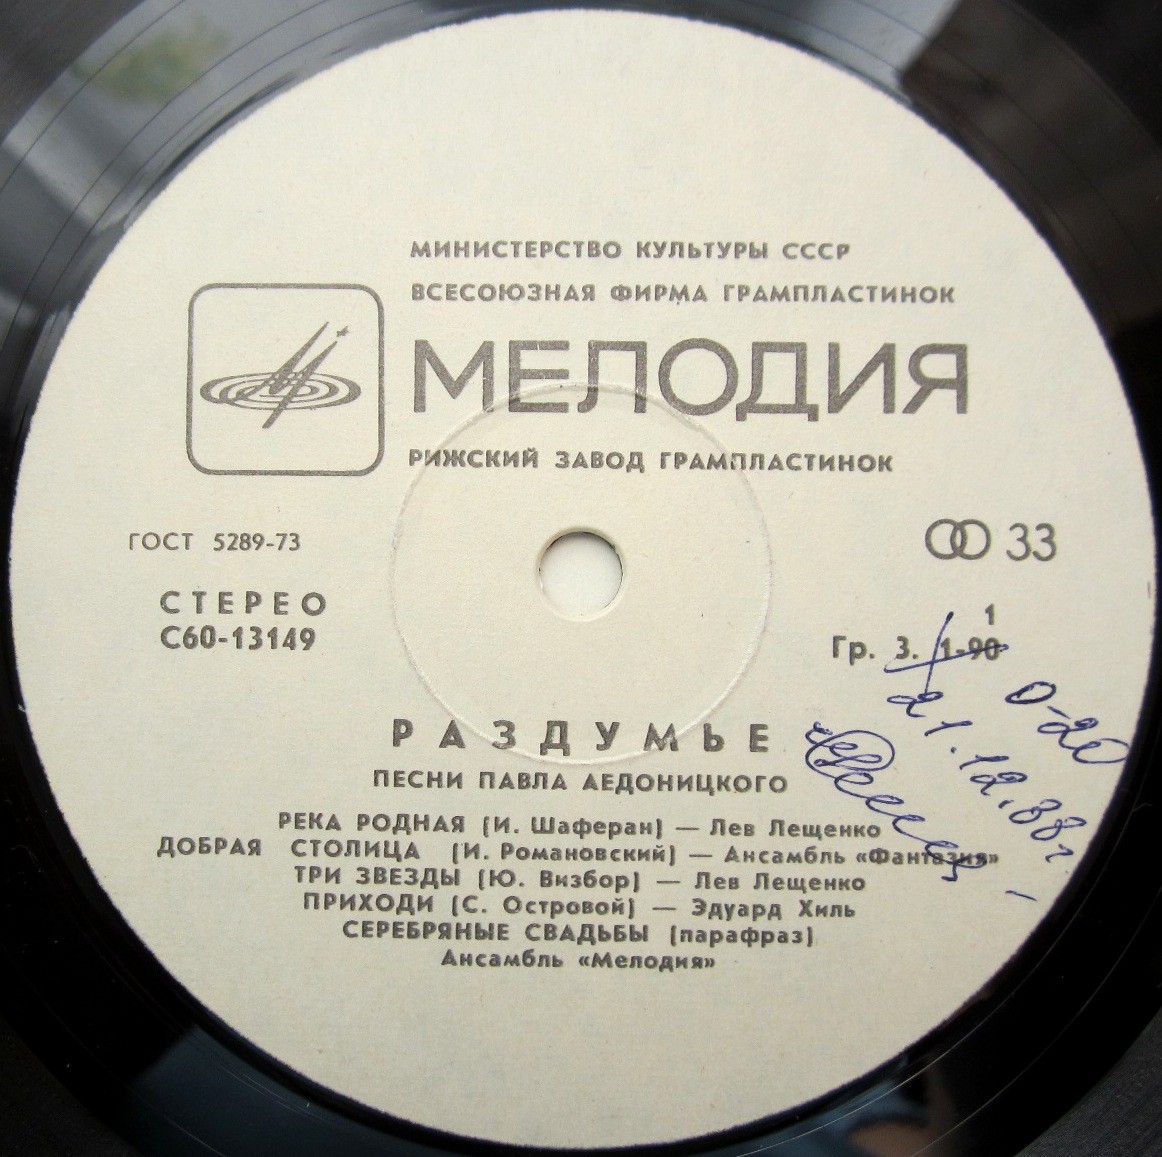 МИНИСТЕРСТВО КУЛЬТУРЫ СССР
ВСЕСОЮЗНАЯ ФИРМА ГРАМПЛАСТИНОК
МЕЛОДИЯ
РИЖСКИЙ ЗАВОД ГРАМПЛАСТИНОК
ГОСТ 5289-73
33
СТЕРЕО
С60-13149
1
Гр. 3. 1-90
0-20
21.12.88г
РАЗДУМЬЕ
ПЕСНИ ПАВЛА АЕДОНИЦКОГО
РЕКА РОДНАЯ (И. Шаферан) — Лев Лещенко
ДОБРАЯ СТОЛИЦА (И. Романовский) — Ансамбль «Фантазия»
ТРИ ЗВЕЗДЫ (Ю. Визбор) — Лев Лещенко
ПРИХОДИ (С. Островой) — Эдуард Хиль
СЕРЕБРЯНЫЕ СВАДЬБЫ (парафраз)
Ансамбль «Мелодия»